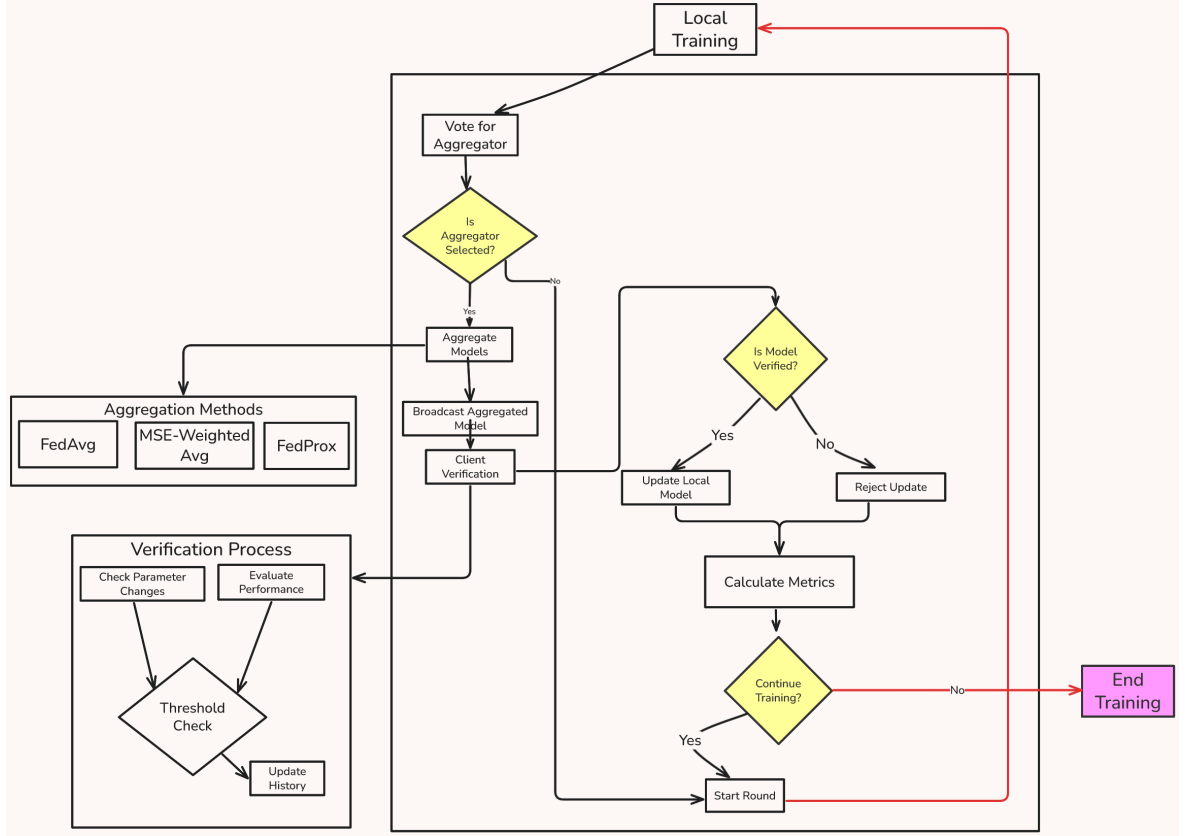 Local
Training
Vote for
Aggregator
Is
Aggregator
Selected?
No
Yes
Aggregate
Models
Aggregation Methods
FedAvg
MSE-Weighted
Avg
FedProx
Broadcast Aggregated
Model
Client
Verification
Is Model
Verified?
Yes
No
Update Local
Model
Reject Update
Verification Process
Check Parameter
Changes
Evaluate
Performance
Threshold
Check
Update
History
Calculate Metrics
Continue
Training?
No
End
Training
Yes
Start Round